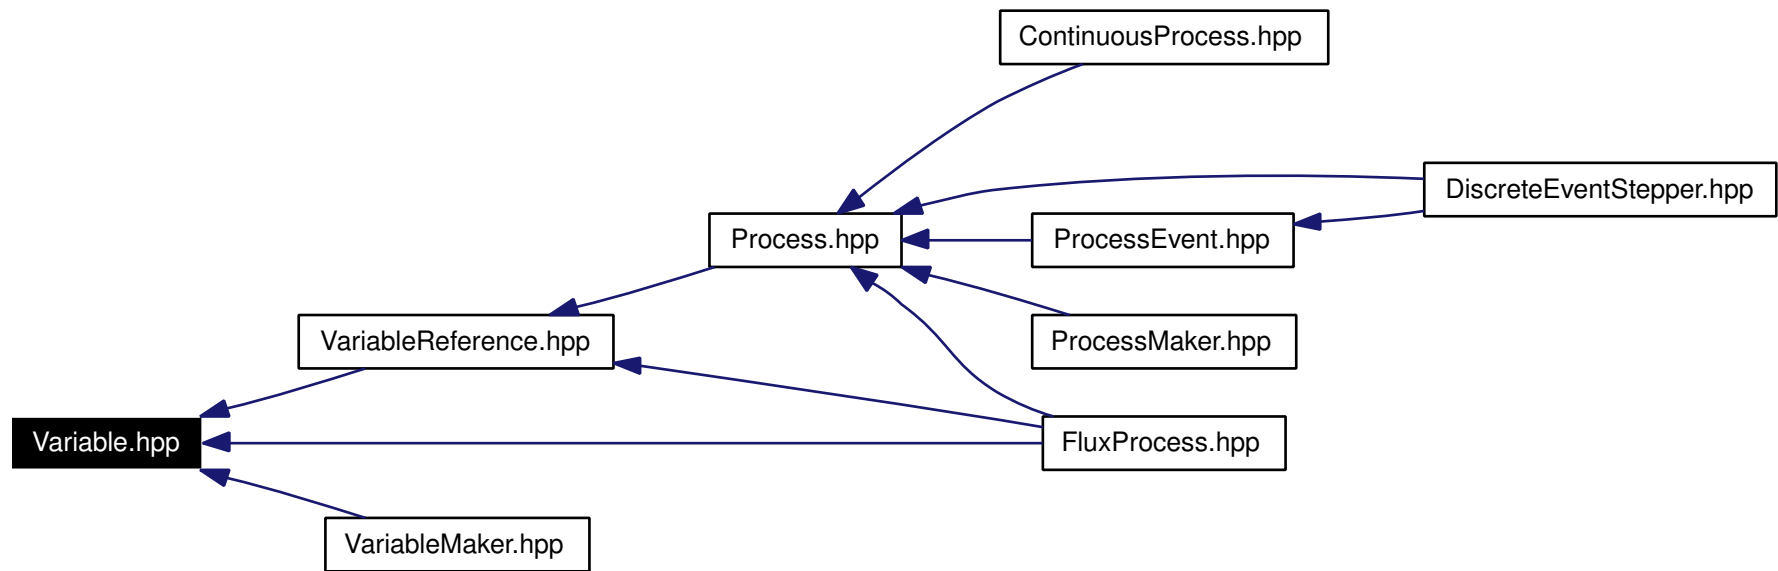 ContinuousProcess.hpp
DiscreteEventStepper.hpp
Process.hpp
ProcessEvent.hpp
VariableReference.hpp
ProcessMaker.hpp
Variable.hpp
FluxProcess.hpp
VariableMaker.hpp